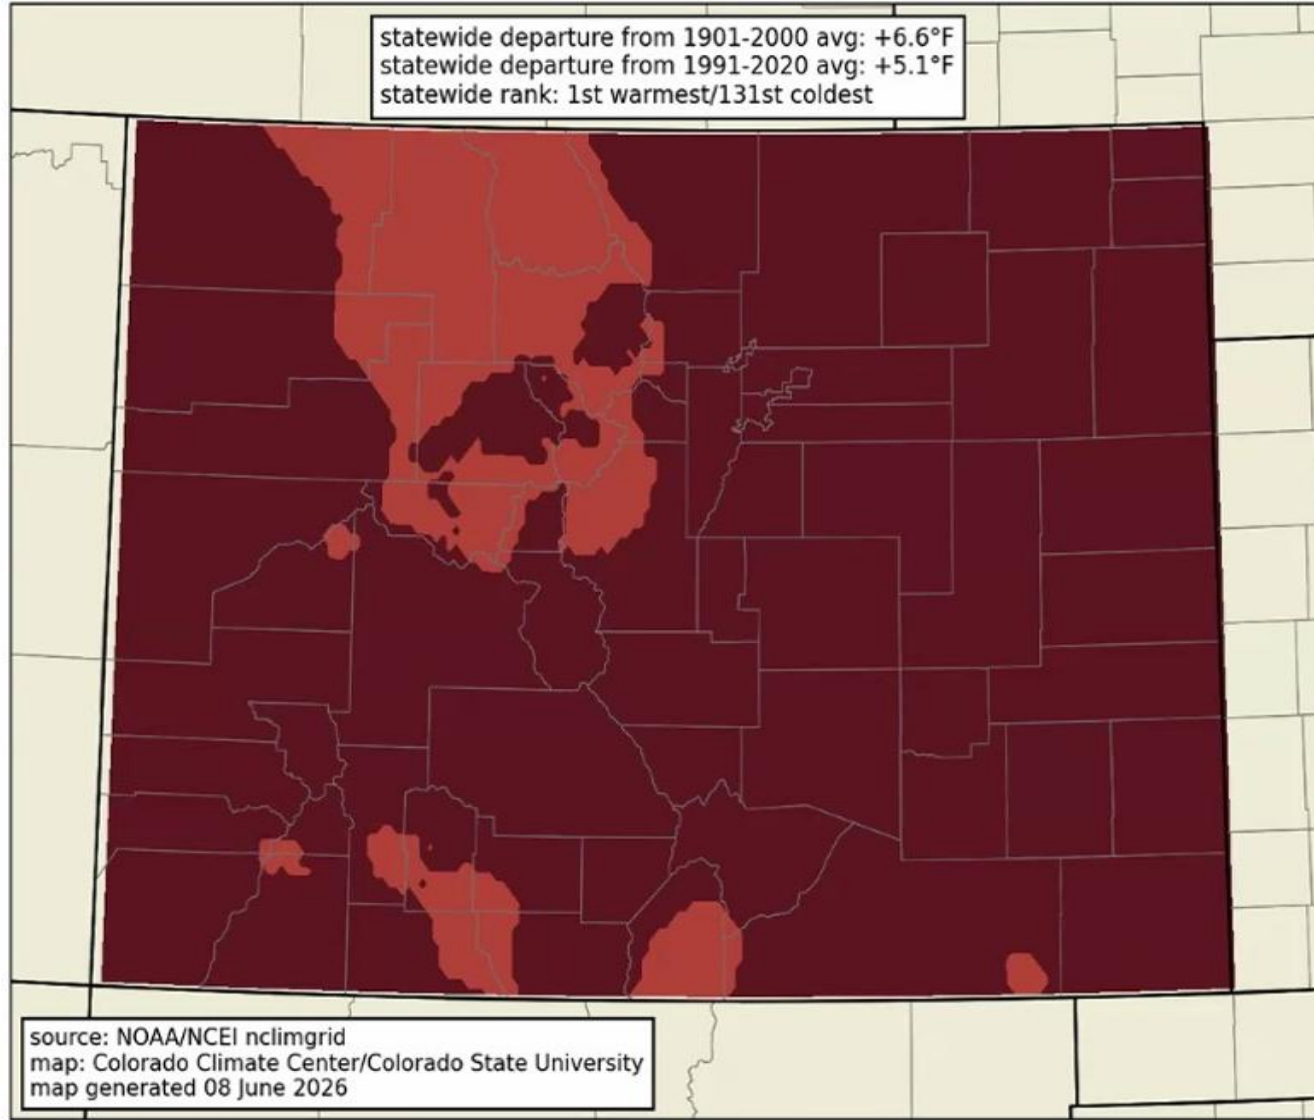 statewide departure from 1901-2000 avg: +6.6°F
statewide departure from 1991-2020 avg: +5.1°F
statewide rank: 1st warmest/131st coldest
source: NOAA/NCEI nclimgrid
map: Colorado Climate Center/Colorado State University
map generated 08 June 2026